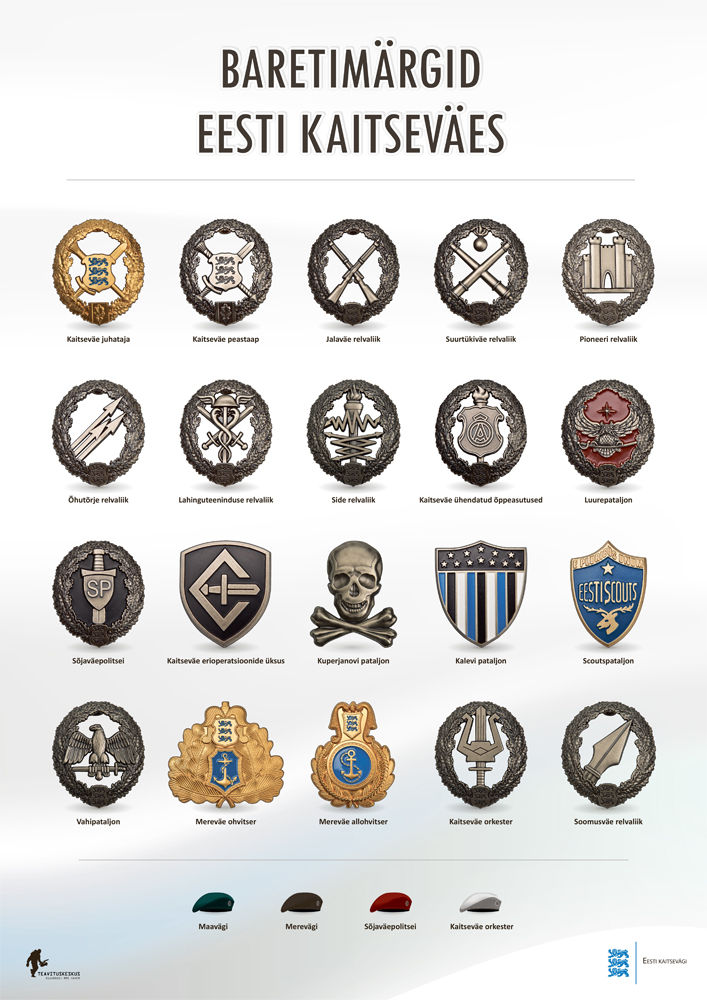 BARETIMÄRGID
EESTI KAITSEVÄES
Kaitseväe juhataja
Kaitseväe peastaap
Jalaväe relvaliik
Suurtükiväe relvaliik
Pioneeri relvaliik
Õhutõrje relvaliik
Lahinguteeninduse relvaliik
Side relvaliik
Kaitseväe ühendatud õppeasutused
Luurepataljon
SP
EESTI SCOUTS
Sõjaväepolitsei
Kaitseväe erioperatsioonide üksus
Kuperjanovi pataljon
Kalevi pataljon
Scoutspataljon
Vahipataljon
Mereväe ohvitser
Mereväe allohvitser
Kaitseväe orkester
Soomusväe relvaliik
Maavägi
Merevägi
Sõjaväepolitsei
Kaitseväe orkester
TEAVITUSKESKUS
EESTI KAITSEVÄGI